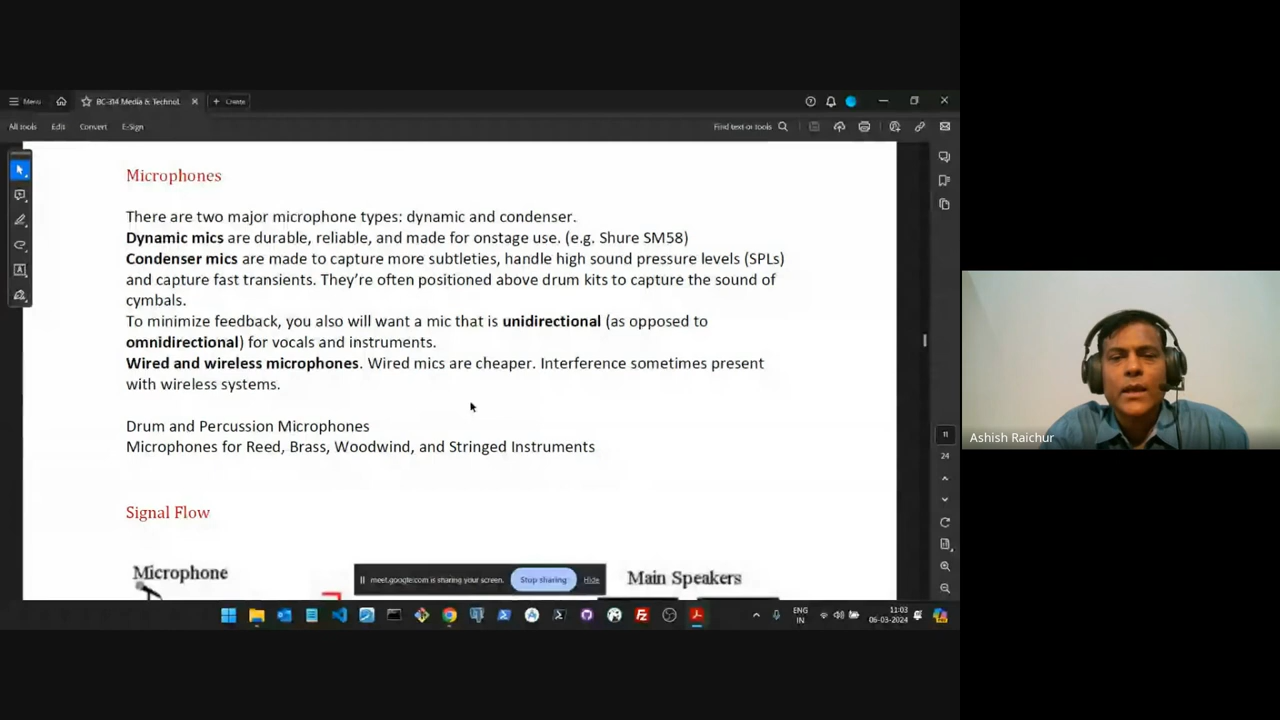 Menu
BC-314 Media & Technol...
Create
All tools
Edit
Convert
E-Sign
Find text or tools
Microphones
There are two major microphone types: dynamic and condenser.
Dynamic mics are durable, reliable, and made for onstage use. (e.g. Shure SM58)
Condenser mics are made to capture more subtleties, handle high sound pressure levels (SPLs)
and capture fast transients. They're often positioned above drum kits to capture the sound of
cymbals.
To minimize feedback, you also will want a mic that is unidirectional (as opposed to
omnidirectional) for vocals and instruments.
Wired and wireless microphones. Wired mics are cheaper. Interference sometimes present
with wireless systems.
Drum and Percussion Microphones
Microphones for Reed, Brass, Woodwind, and Stringed Instruments
Signal Flow
Microphone
Main Speakers
meet.google.com is sharing your screen.
Stop sharing
Hide
11
24
ENG
IN
11:03
06-03-2024
Ashish Raichur